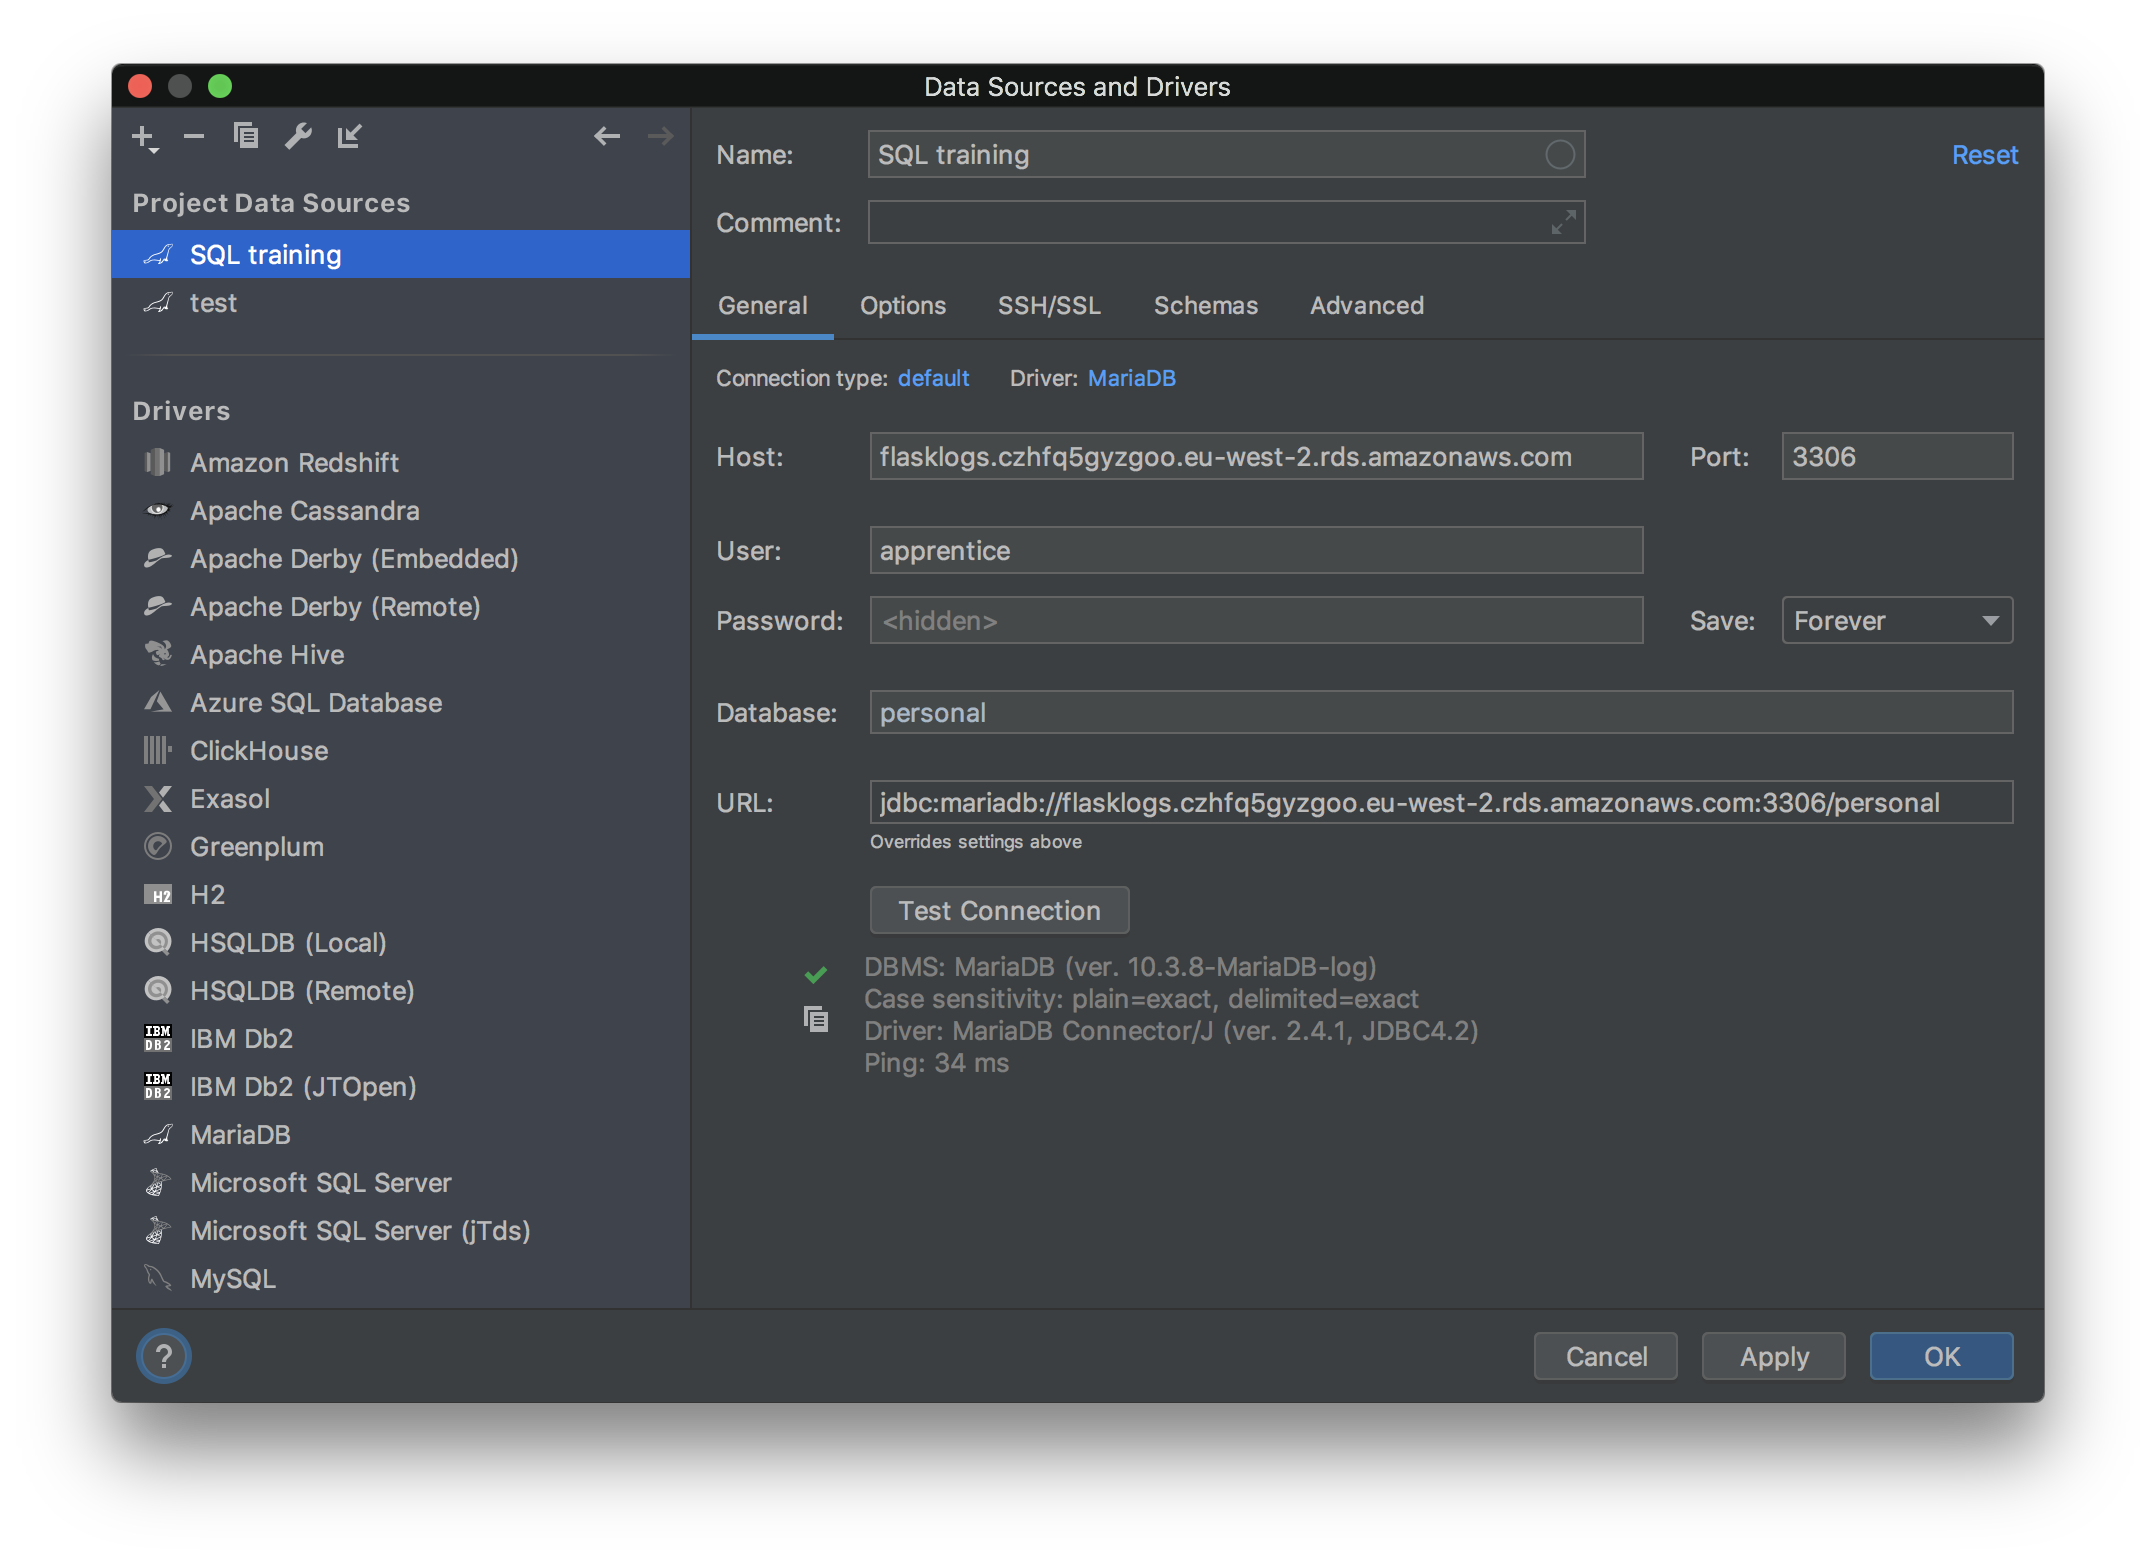 Data Sources and Drivers
Project Data Sources
SQL training
test
Drivers
Amazon Redshift
Apache Cassandra
Apache Derby (Embedded)
Apache Derby (Remote)
Apache Hive
Azure SQL Database
ClickHouse
Exasol
Greenplum
H2 H2
HSQLDB (Local)
HSQLDB (Remote)
IBM DB2 IBM Db2
IBM DB2 IBM Db2 (JTOpen)
MariaDB
Microsoft SQL Server
Microsoft SQL Server (jTds)
MySQL
Name: SQL training Reset
Comment:
General Options SSH/SSL Schemas Advanced
Connection type: default Driver: MariaDB
Host: flasklogs.czhfq5gyzgoo.eu-west-2.rds.amazonaws.com Port: 3306
User: apprentice
Password: <hidden> Save: Forever
Database: personal
URL: jdbc:mariadb://flasklogs.czhfq5gyzgoo.eu-west-2.rds.amazonaws.com:3306/personal
Overrides settings above
Test Connection
DBMS: MariaDB (ver. 10.3.8-MariaDB-log)
Case sensitivity: plain=exact, delimited=exact
Driver: MariaDB Connector/J (ver. 2.4.1, JDBC4.2)
Ping: 34 ms
? Cancel Apply OK